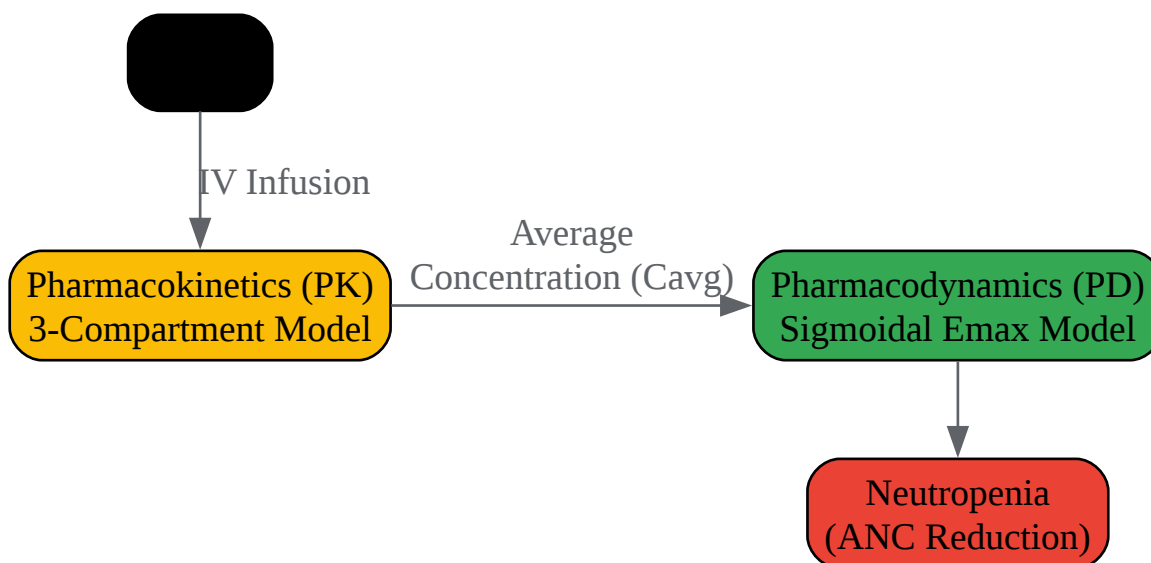 IV Infusion
Average
Concentration (Cavg)
Pharmacokinetics (PK)
3-Compartment Model
Pharmacodynamics (PD)
Sigmoidal Emax Model
Neutropenia
(ANC Reduction)